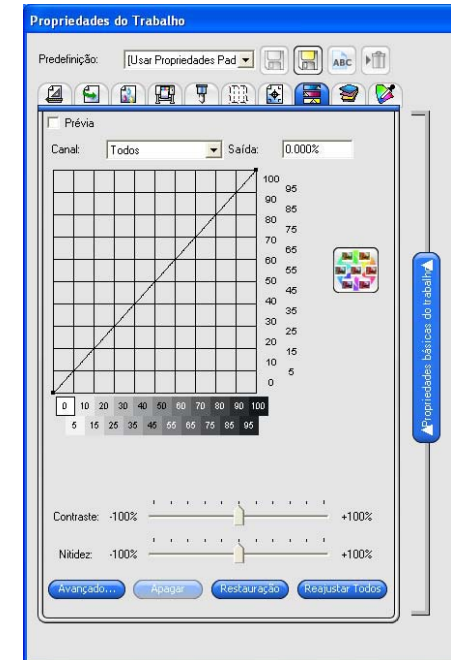 Propriedades do Trabalho
Predefinição: [Usar Propriedades Pad
ABC
Prévia
Canal: Todos Saída: 0.000%
100
95
90
85
80
75
70
65
60
55
50
45
40
35
30
25
20
15
10
5
0
0 10 20 30 40 50 60 70 80 90 100
5 15 25 35 45 55 65 75 85 95
Propriedades básicas do trabalho
Contraste: -100% +100%
Nitidez: -100% +100%
Avançado... Apagar Restauração Reajustar Todos